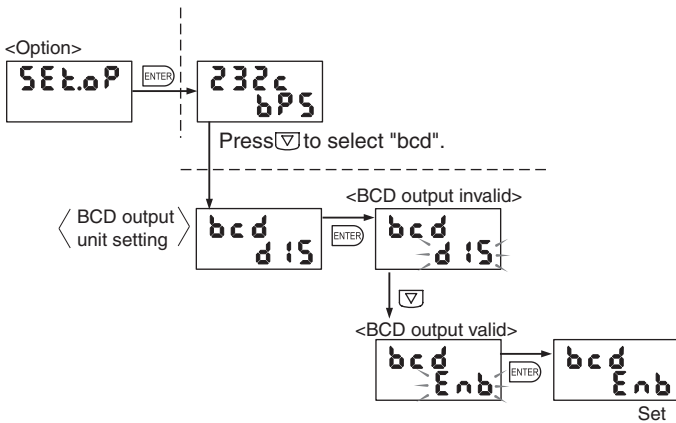 <Option>
SEt.oP
ENTER
232c
bPS
Press ▽ to select "bcd".
BCD output
unit setting
bcd
dIS
ENTER
<BCD output invalid>
bcd
dIS
<BCD output valid>
bcd
Enb
ENTER
bcd
Enb
Set